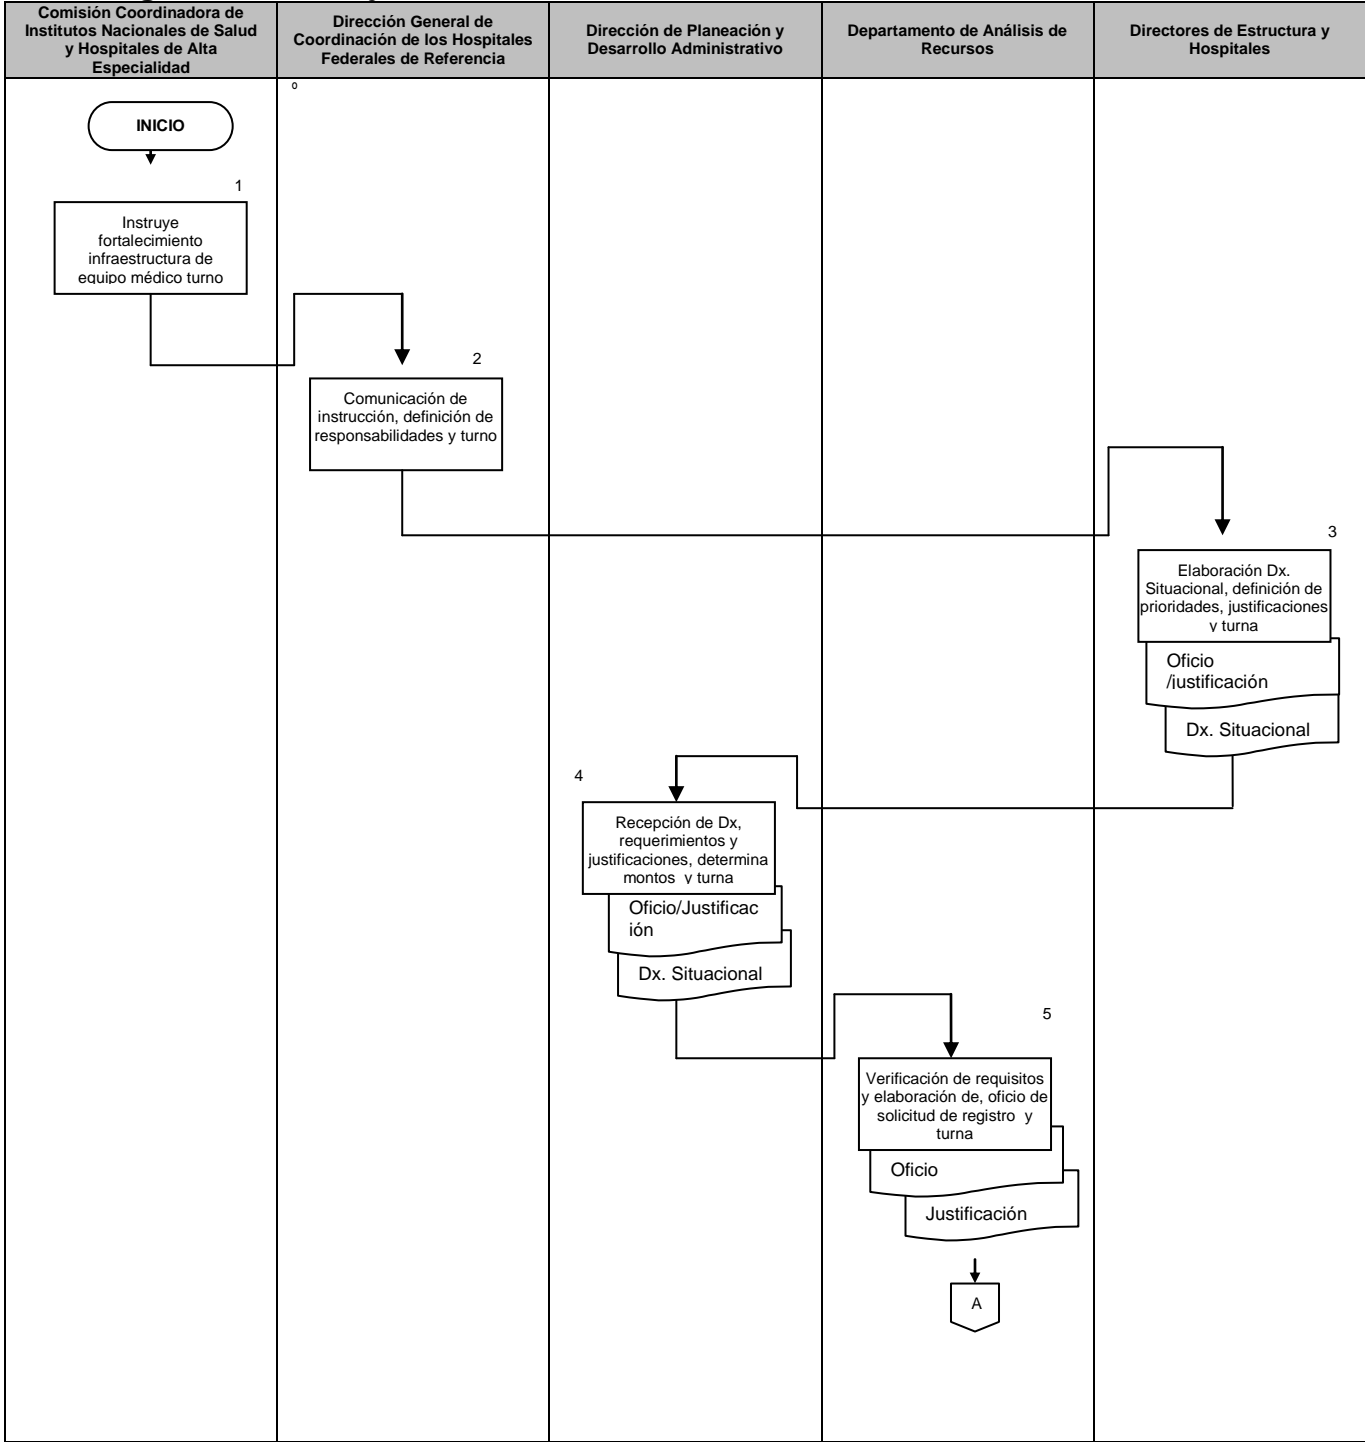 Comisión Coordinadora de
Institutos Nacionales de Salud
y Hospitales de Alta
Especialidad
Dirección General de
Coordinación de los Hospitales
Federales de Referencia
Dirección de Planeación y
Desarrollo Administrativo
Departamento de Análisis de
Recursos
Directores de Estructura y
Hospitales
o
INICIO
1
Instruye
fortalecimiento
infraestructura de
equipo médico turno
2
Comunicación de
instrucción, definición de
responsabilidades y turno
3
Elaboración Dx.
Situacional, definición de
prioridades, justificaciones
y turna
Oficio
/justificación
Dx. Situacional
4
Recepción de Dx,
requerimientos y
justificaciones, determina
montos y turna
Oficio/Justificac
ión
Dx. Situacional
5
Verificación de requisitos
y elaboración de, oficio de
solicitud de registro y
turna
Oficio
Justificación
A